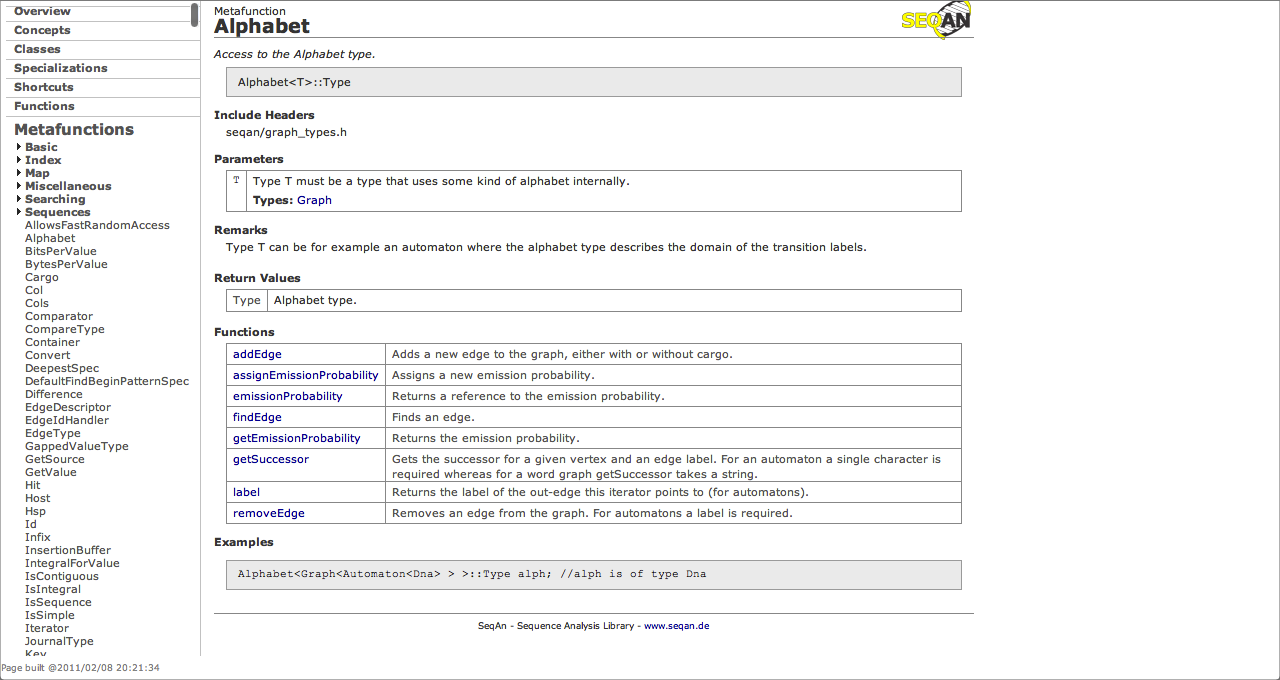 Overview
Concepts
Classes
Specializations
Shortcuts
Functions
Metafunctions
Basic
Index
Map
Miscellaneous
Searching
Sequences
AllowsFastRandomAccess
Alphabet
BitsPerValue
BytesPerValue
Cargo
Col
Cols
Comparator
CompareType
Container
Convert
DeepestSpec
DefaultFindBeginPatternSpec
Difference
EdgeDescriptor
EdgeIdHandler
EdgeType
GappedValueType
GetSource
GetValue
Hit
Host
Hsp
Id
Infix
InsertionBuffer
IntegralForValue
IsContiguous
IsIntegral
IsSequence
IsSimple
Iterator
JournalType
Key
Page built @2011/02/08 20:21:34
Metafunction
Alphabet
SEQAN
Access to the Alphabet type.
Alphabet<T>::Type
Include Headers
seqan/graph_types.h
Parameters
T Type T must be a type that uses some kind of alphabet internally.
Types: Graph
Remarks
Type T can be for example an automaton where the alphabet type describes the domain of the transition labels.
Return Values
Type Alphabet type.
Functions
addEdge Adds a new edge to the graph, either with or without cargo.
assignEmissionProbability Assigns a new emission probability.
emissionProbability Returns a reference to the emission probability.
findEdge Finds an edge.
getEmissionProbability Returns the emission probability.
getSuccessor Gets the successor for a given vertex and an edge label. For an automaton a single character is
required whereas for a word graph getSuccessor takes a string.
label Returns the label of the out-edge this iterator points to (for automatons).
removeEdge Removes an edge from the graph. For automatons a label is required.
Examples
Alphabet<Graph<Automaton<Dna> > >::Type alph; //alph is of type Dna
SeqAn - Sequence Analysis Library - www.seqan.de